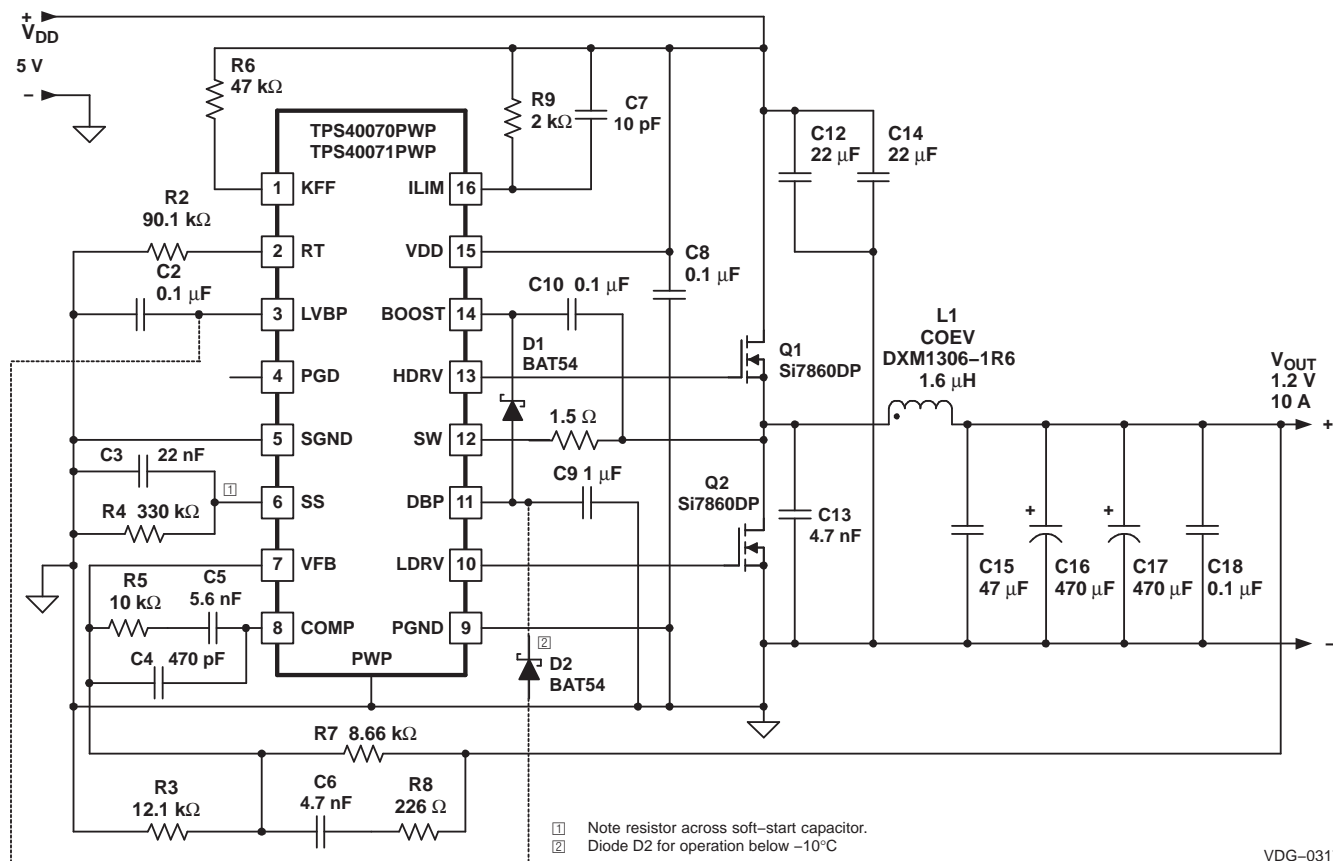 +
VDD
5 V
–
R6
47 kΩ
R9
2 kΩ
C7
10 pF
C12
22 μF
C14
22 μF
TPS40070PWP
TPS40071PWP
1 KFF
ILIM 16
R2
90.1 kΩ
2 RT
VDD 15
C8
0.1 μF
C2
0.1 μF
C10 0.1 μF
3 LVBP
BOOST 14
L1
COEV
DXM1306–1R6
1.6 μH
D1
BAT54
Q1
Si7860DP
VOUT
1.2 V
10 A
4 PGD
HDRV 13
1.5 Ω
+
5 SGND
SW 12
C3 22 nF
C9 1 μF
Q2
Si7860DP
1
6 SS
DBP 11
R4 330 kΩ
C13
4.7 nF
+
+
7 VFB
LDRV 10
C15
47 μF
C16
470 μF
C17
470 μF
C18
0.1 μF
R5
10 kΩ
C5
5.6 nF
8 COMP
PGND 9
–
C4 470 pF
PWP
2
D2
BAT54
R7 8.66 kΩ
R3
12.1 kΩ
C6
4.7 nF
R8
226 Ω
1 Note resistor across soft–start capacitor.
2 Diode D2 for operation below –10°C